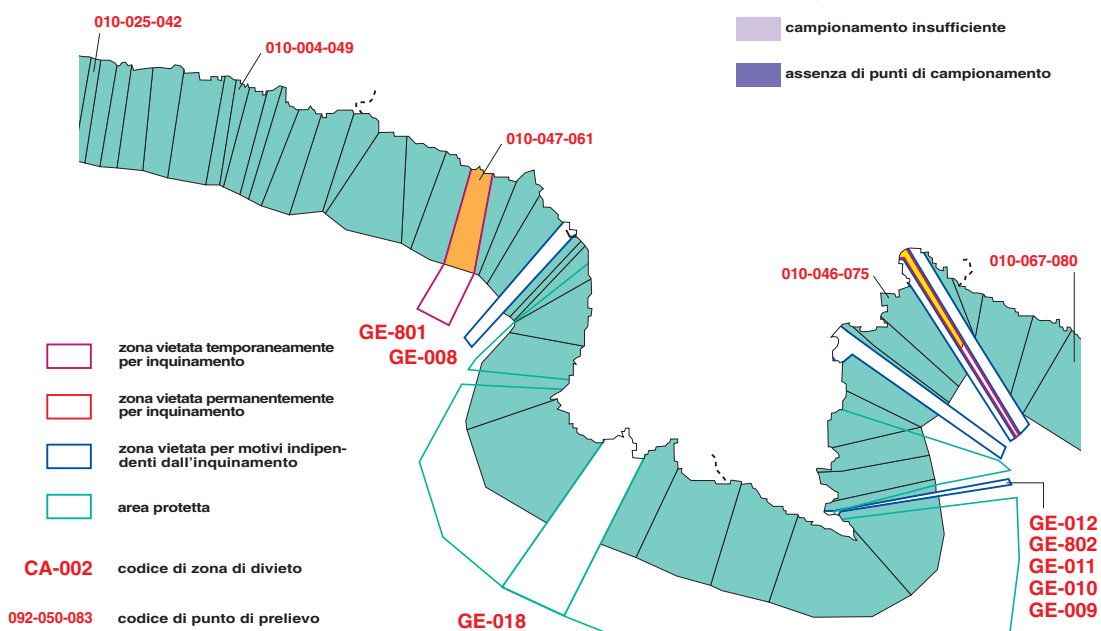 010-025-042
campionamento insufficiente
010-004-049
assenza di punti di campionamento
010-047-061
010-067-080
010-046-075
GE-801
GE-008
zona vietata temporaneamente
per inquinamento
zona vietata permanentemente
per inquinamento
zona vietata per motivi indipen-
denti dall'inquinamento
area protetta
GE-012
GE-802
GE-011
GE-010
GE-009
CA-002 codice di zona di divieto
092-050-083 codice di punto di prelievo
GE-018